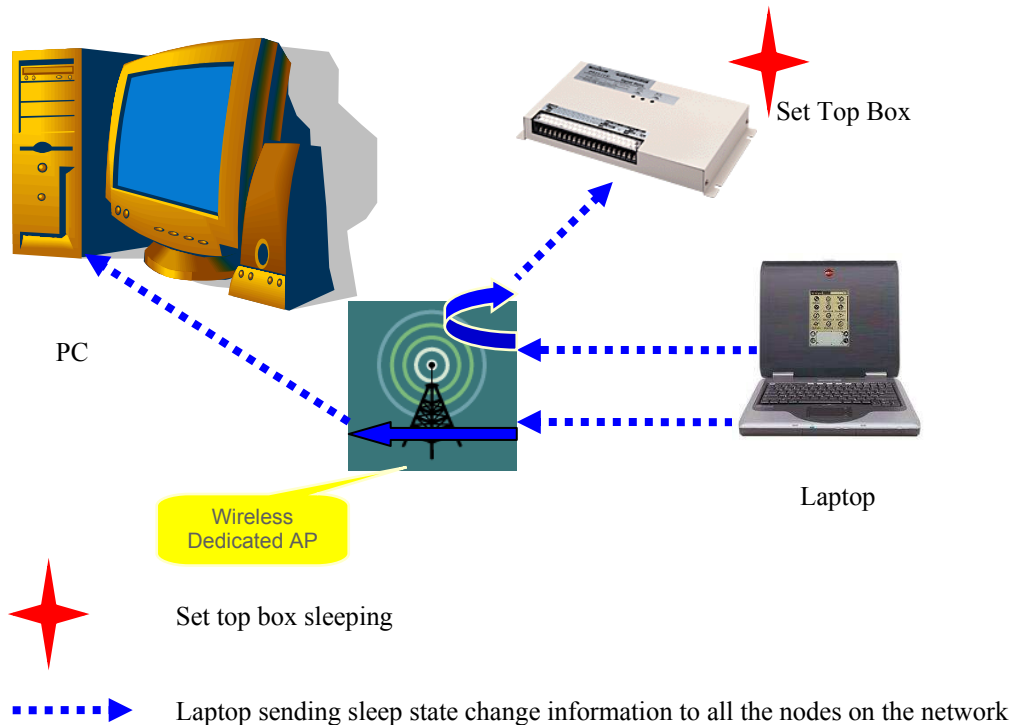 Set Top Box
PC
Laptop
Wireless
Dedicated AP
Set top box sleeping
Laptop sending sleep state change information to all the nodes on the network